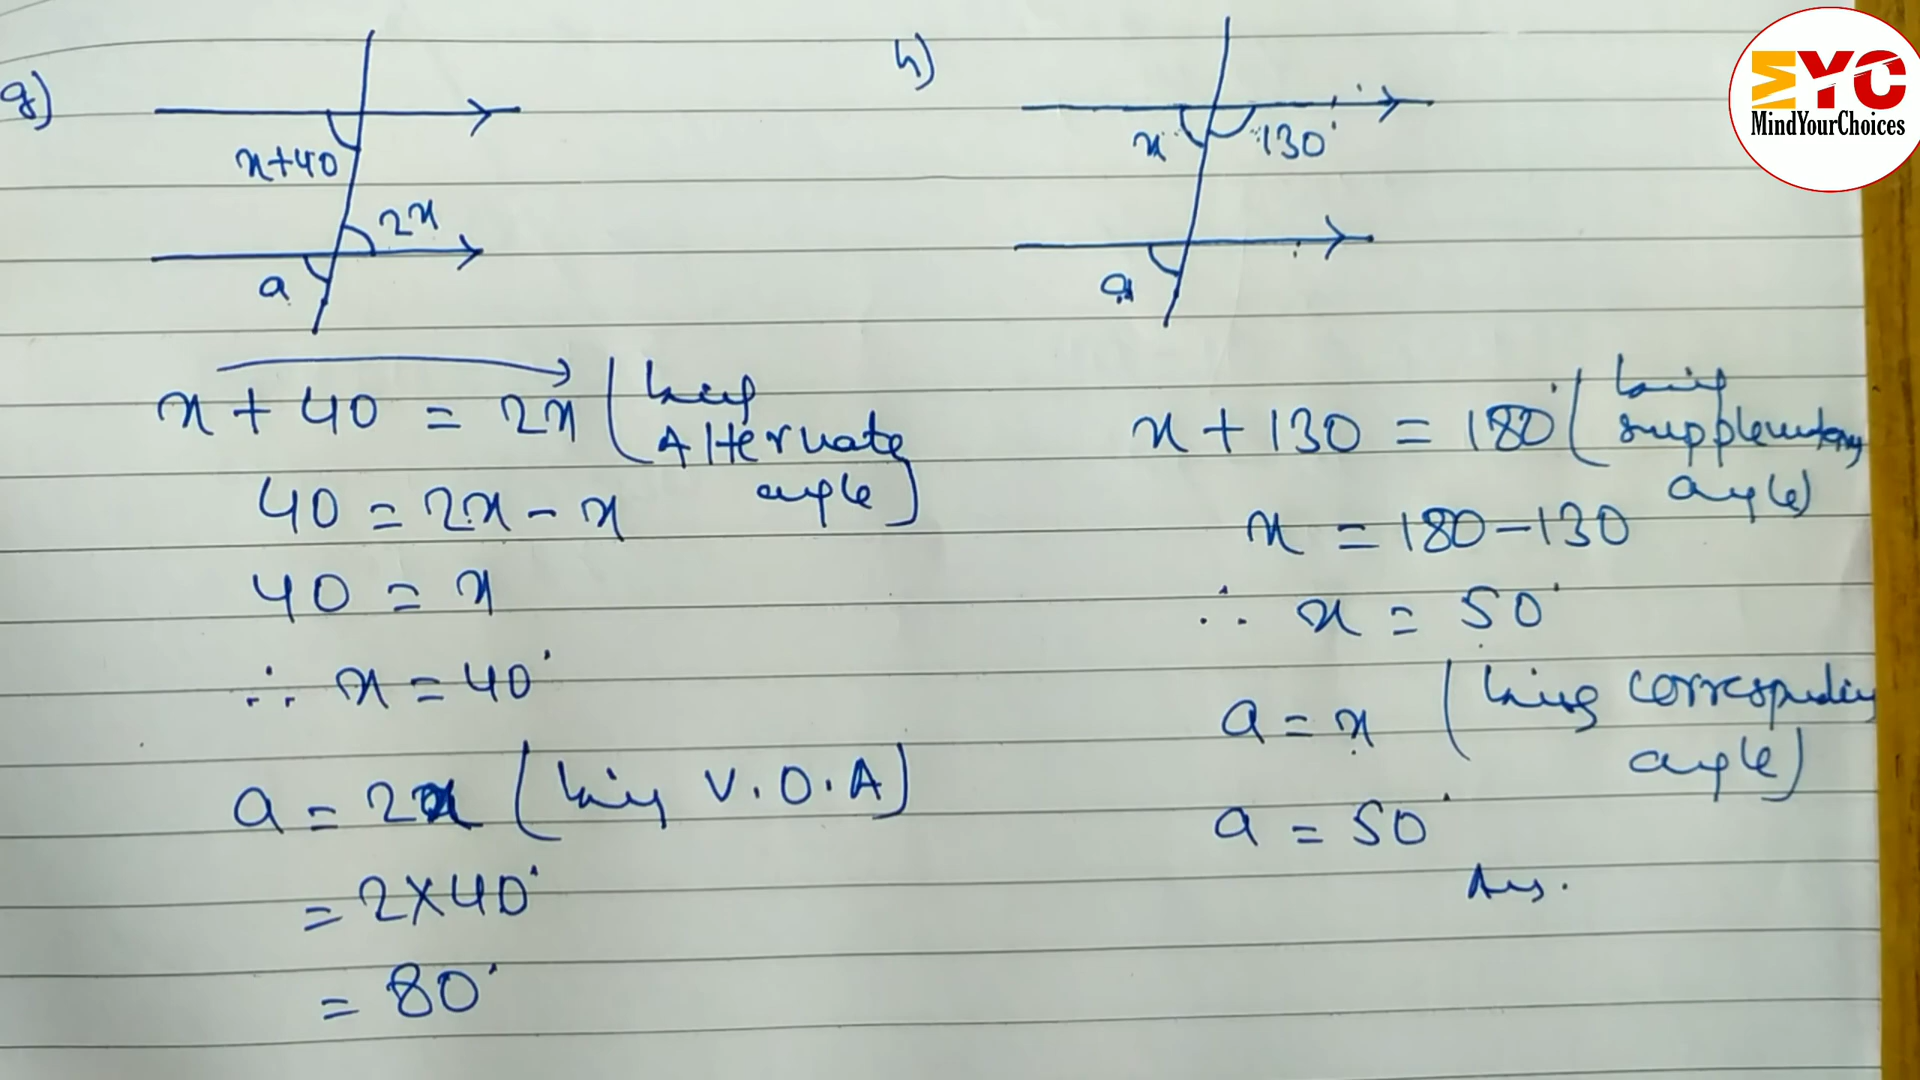 g)
x+40
2x
a
x + 40 = 2x (being
Alternate
angle)
40 = 2x - x
40 = x
∴ x = 40°
a = 2x (being V.O.A)
= 2×40°
= 80°
h)
x
130°
a
x + 130 = 180° (being
supplementary
angle)
x = 180-130
∴ x = 50°
a = x (being corresponding
angle)
a = 50°
Ans.
MYC
MindYourChoices